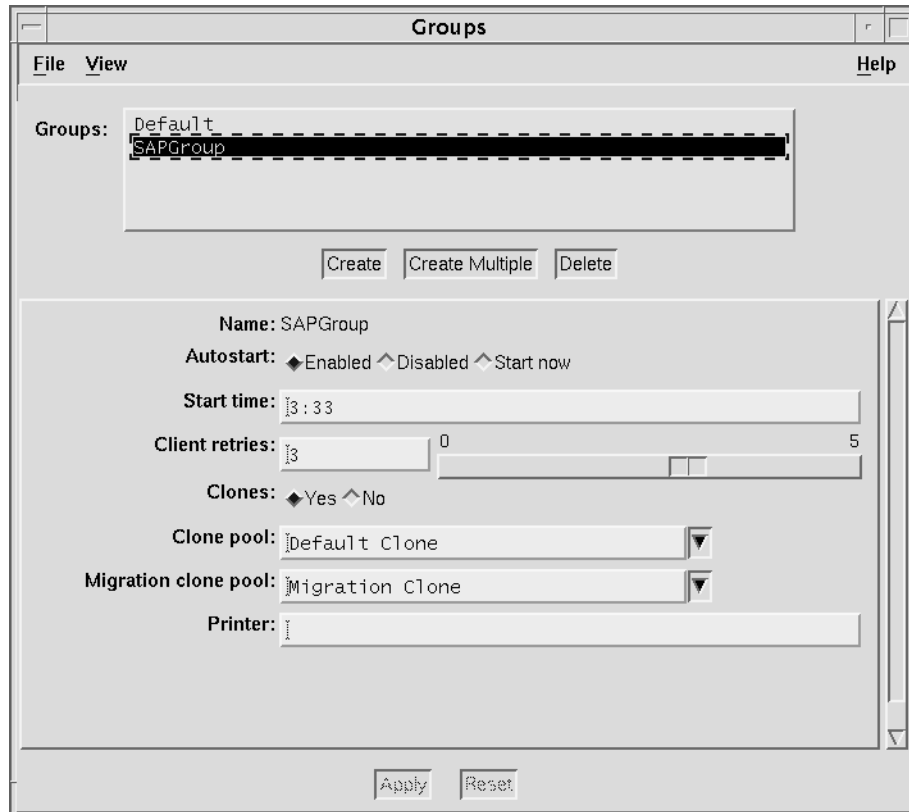 Groups
File View Help
Groups:
Default
SAPGroup
Create Create Multiple Delete
Name: SAPGroup
Autostart: Enabled Disabled Start now
Start time: 3:33
Client retries: 3 0 5
Clones: Yes No
Clone pool: Default Clone
Migration clone pool: Migration Clone
Printer:
Apply Reset